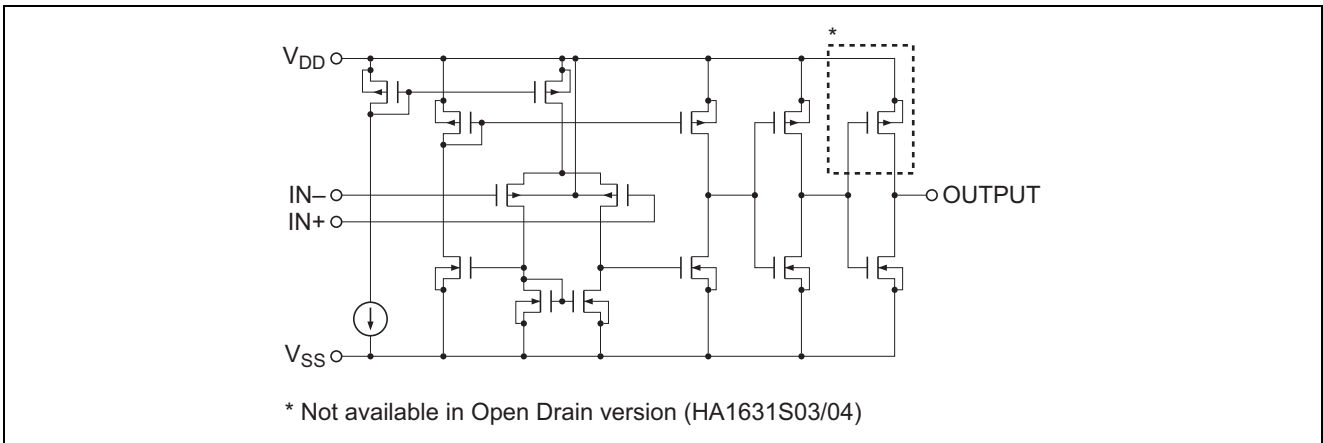 *
VDD
IN–
IN+
OUTPUT
VSS
* Not available in Open Drain version (HA1631S03/04)